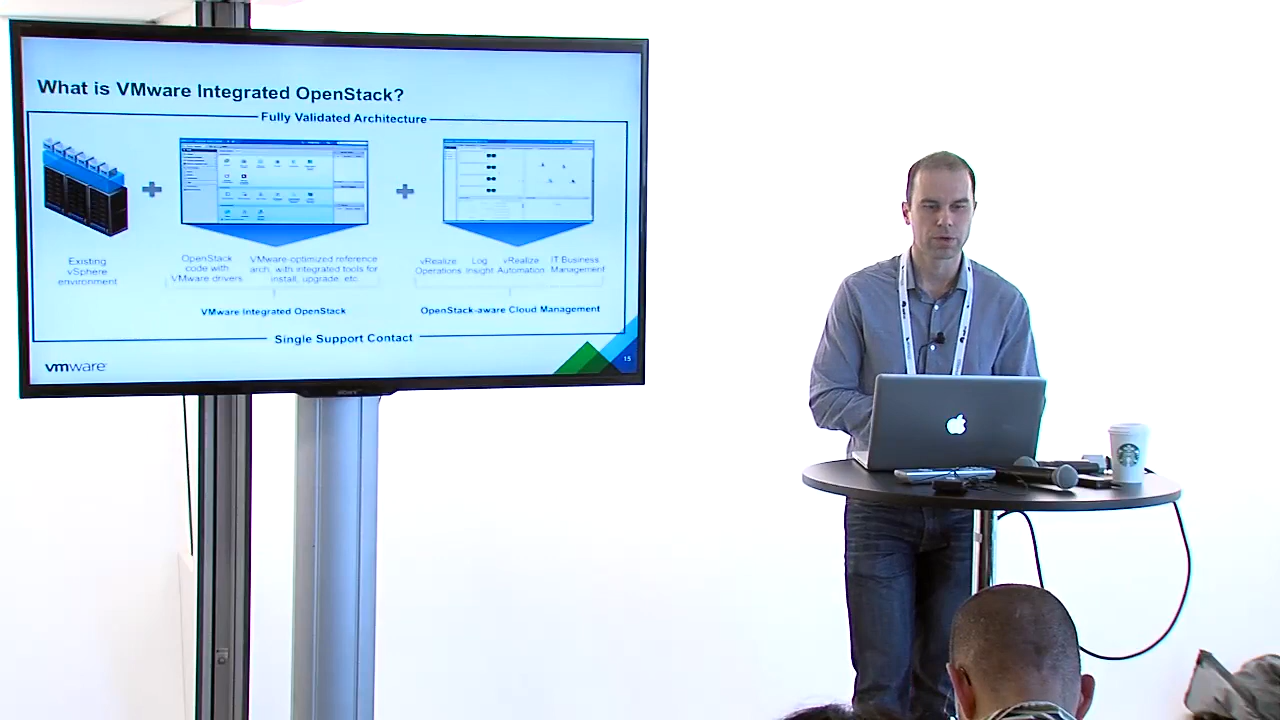 What is VMware Integrated OpenStack?
Fully Validated Architecture
Existing
vSphere
environment
OpenStack
code with
VMware drivers
VMware-optimized reference
arch. with integrated tools for
install, upgrade, etc.
vRealize
Operations
Log
Insight
vRealize
Automation
IT Business
Management
VMware Integrated OpenStack
OpenStack-aware Cloud Management
Single Support Contact
vmware
15
SONY